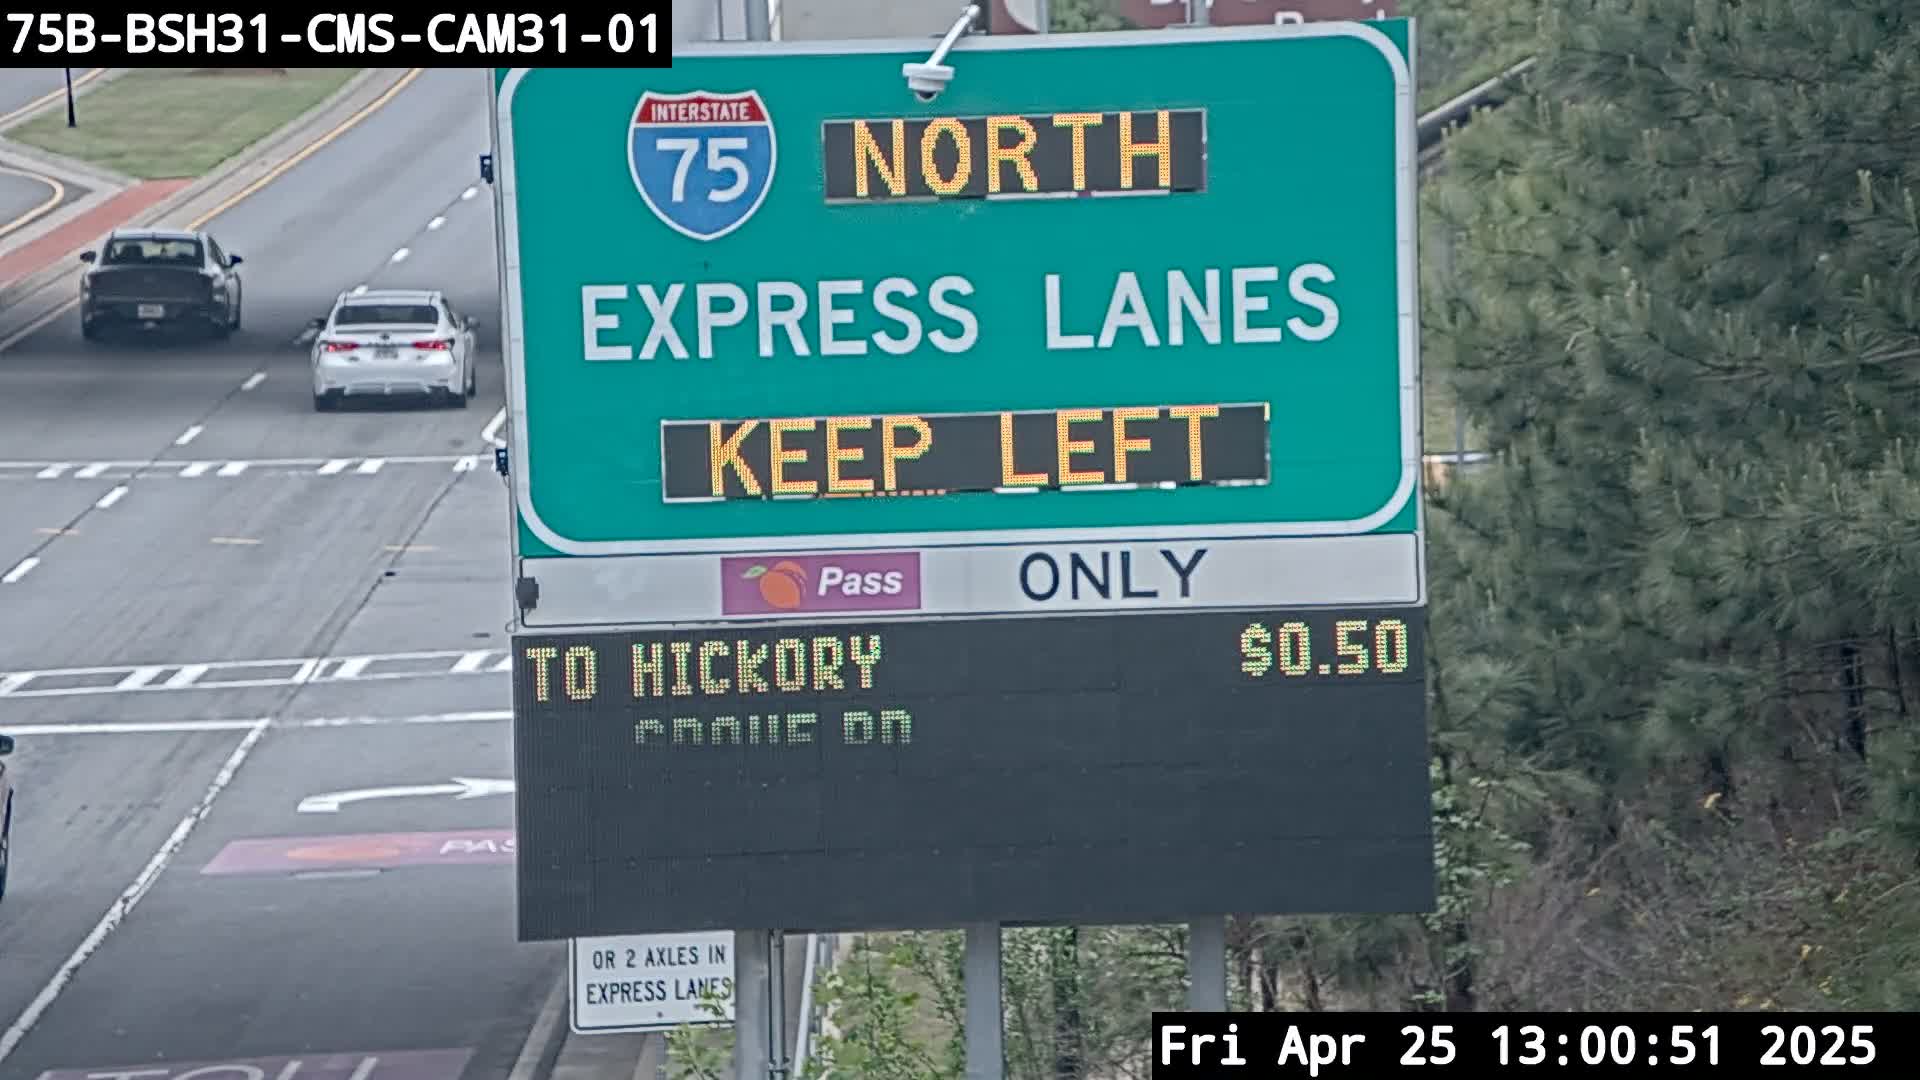 75B-BSH31-CMS-CAM31-01
INTERSTATE
75
NORTH
EXPRESS LANES
KEEP LEFT
Pass
ONLY
TO HICKORY $0.50
OR 2 AXLES IN
EXPRESS LANES
TOLL
Fri Apr 25 13:00:51 2025